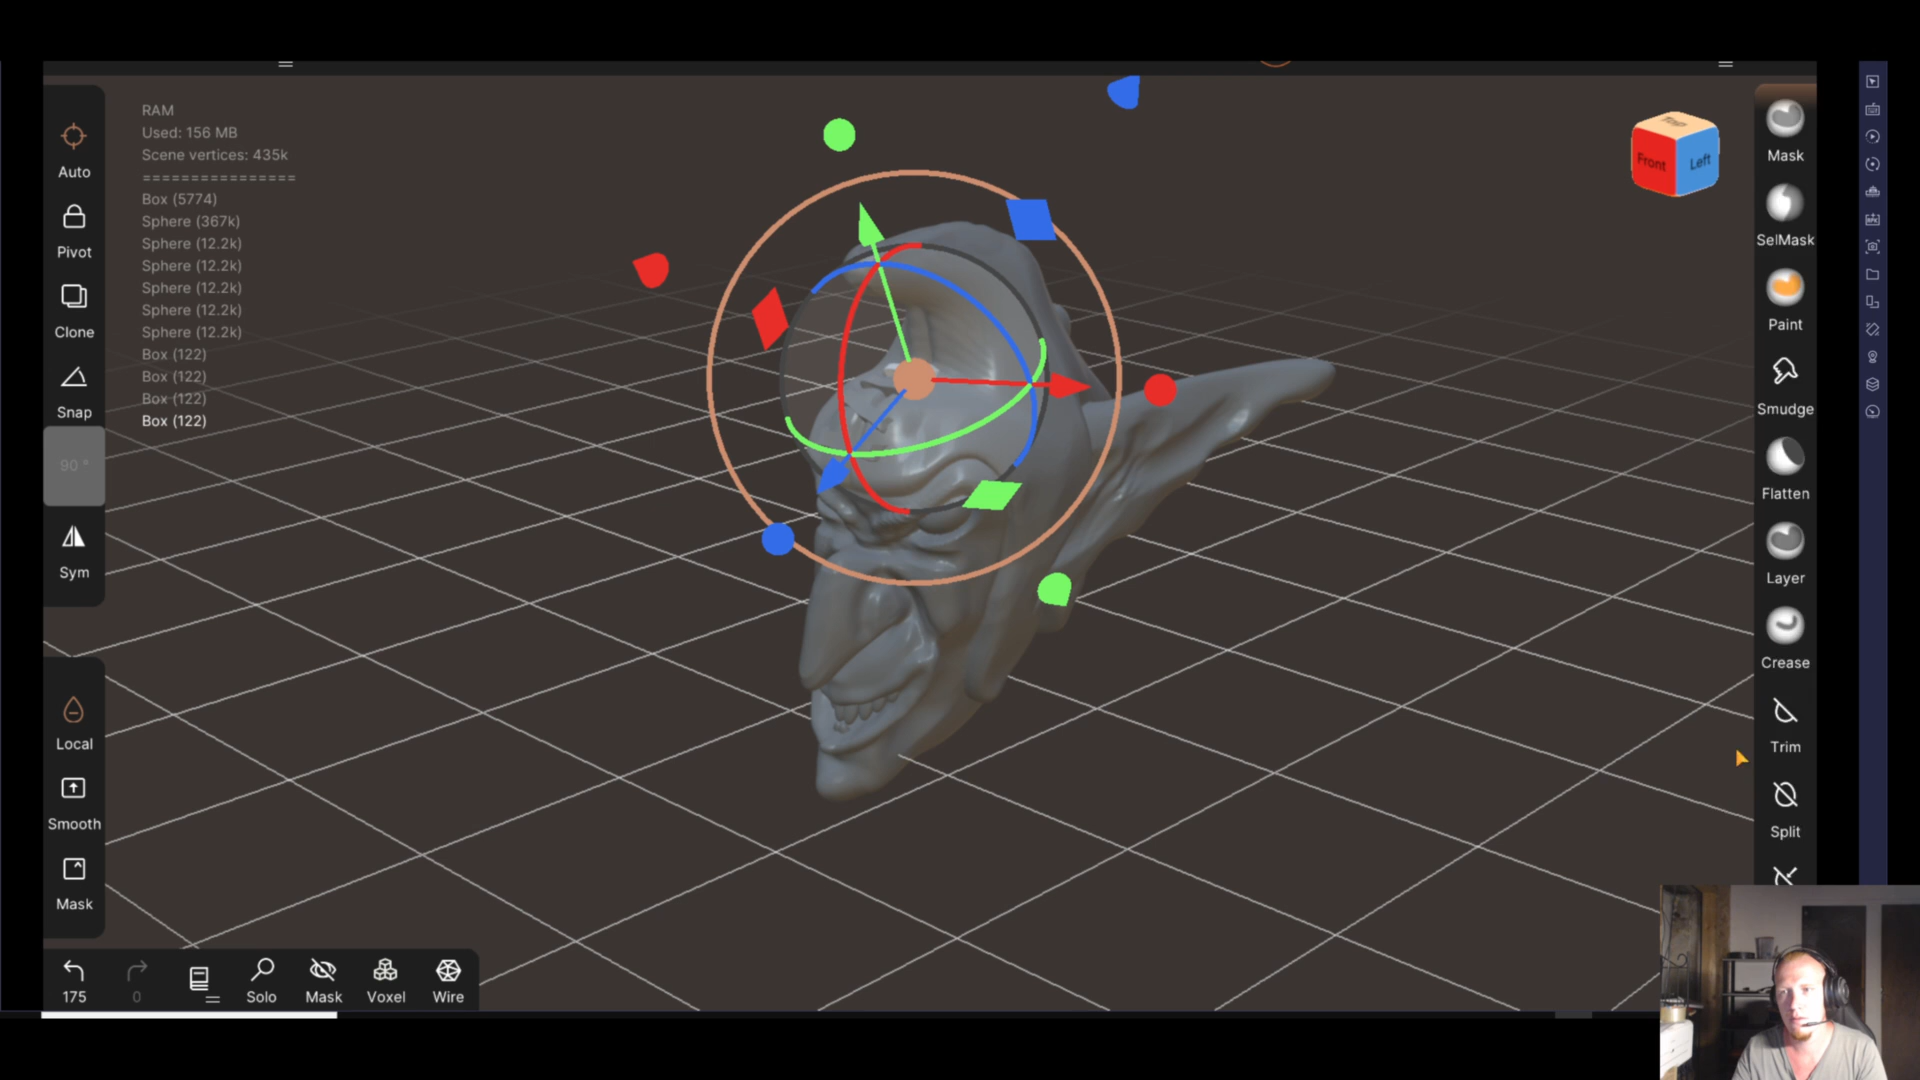 RAM
Used: 156 MB
Scene vertices: 435k
================
Box (5774)
Sphere (367k)
Sphere (12.2k)
Sphere (12.2k)
Sphere (12.2k)
Sphere (12.2k)
Sphere (12.2k)
Box (122)
Box (122)
Box (122)
Box (122)
Auto
Pivot
Clone
Snap
90 °
Sym
Local
Smooth
Mask
175
0
Solo
Mask
Voxel
Wire
Top
Front
Left
Mask
SelMask
Paint
Smudge
Flatten
Layer
Crease
Trim
Split